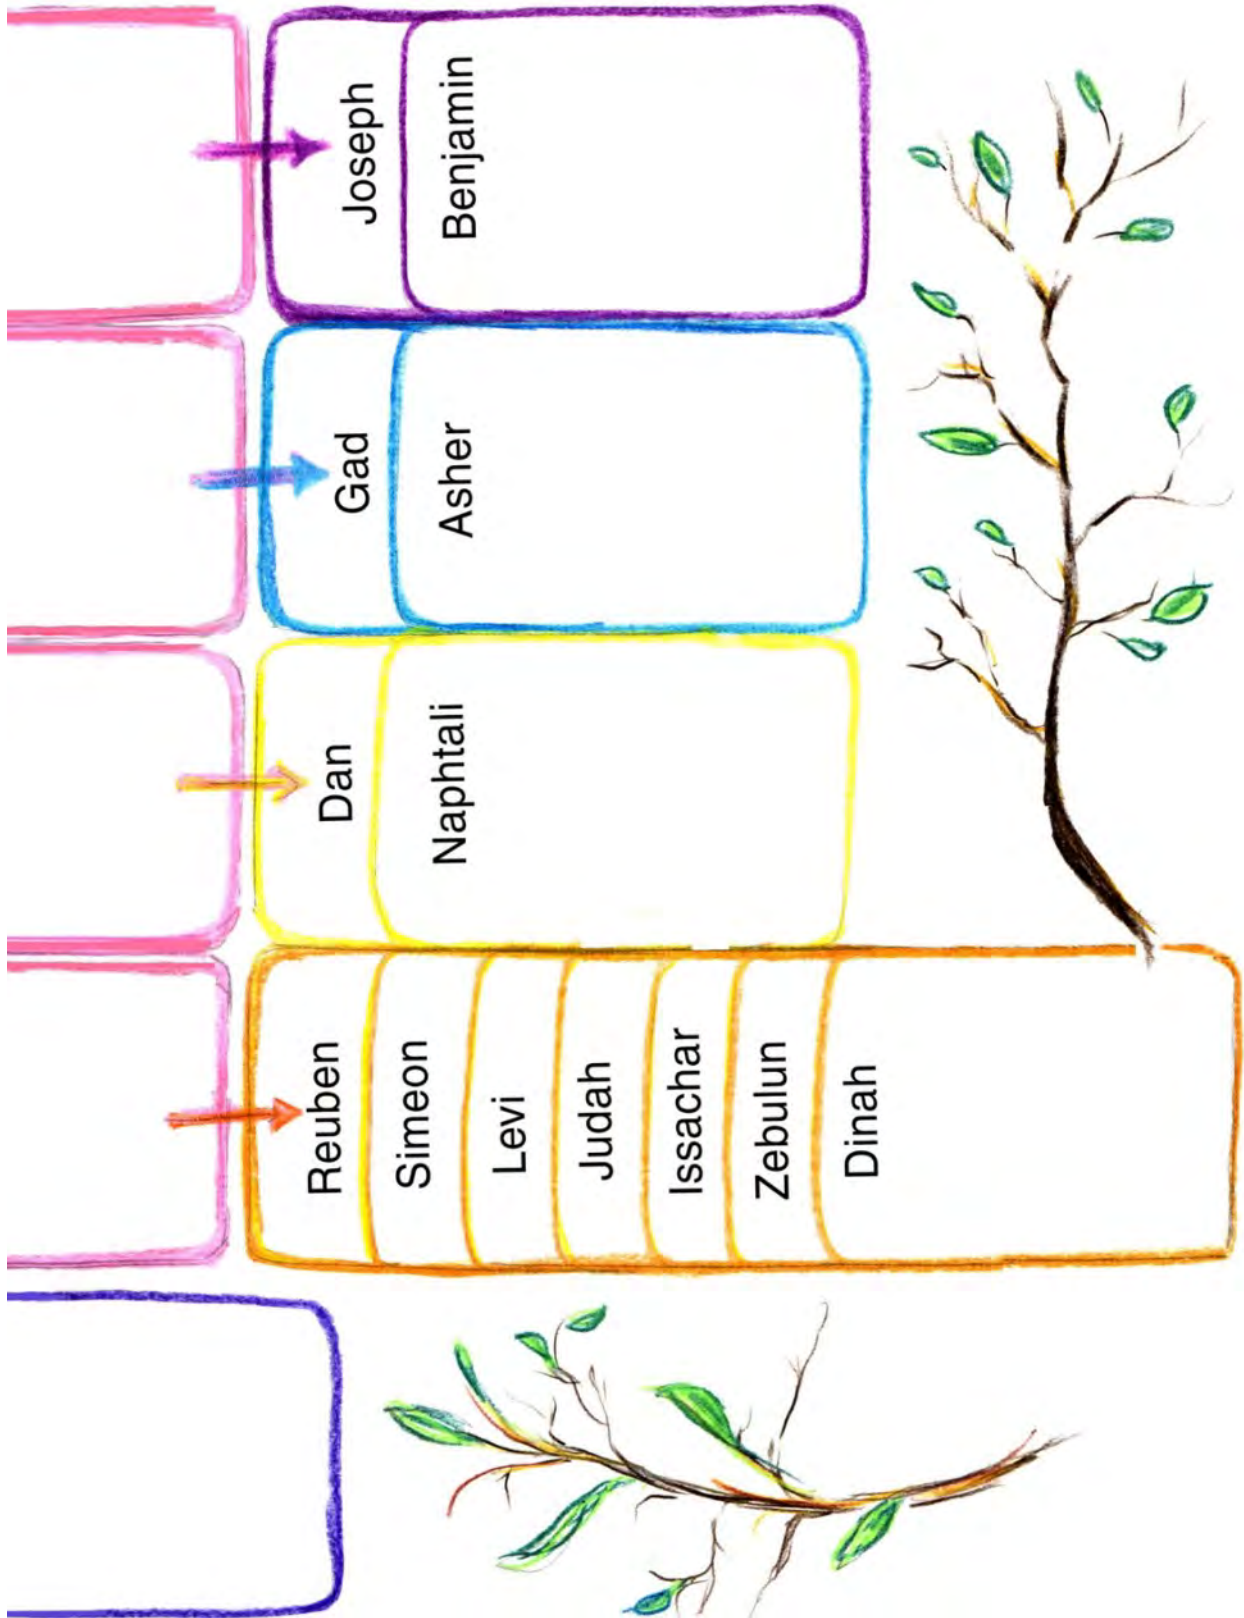 Reuben
Simeon
Levi
Judah
Issachar
Zebulun
Dinah
Dan
Naphtali
Gad
Asher
Joseph
Benjamin